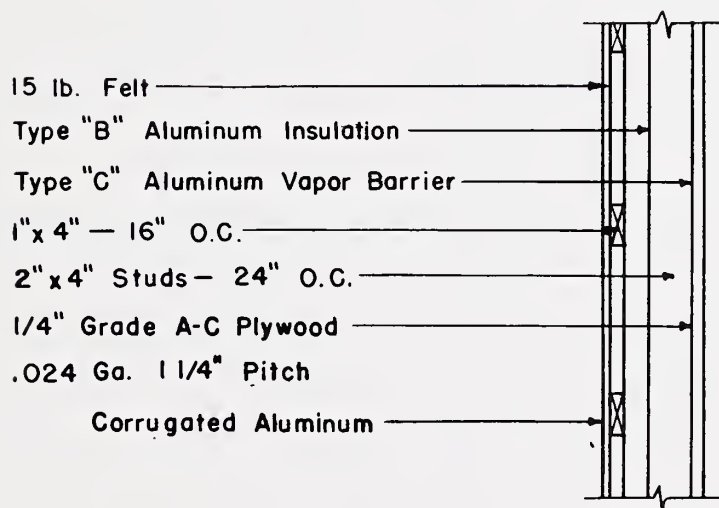 15 lb. Felt
Type "B" Aluminum Insulation
Type "C" Aluminum Vapor Barrier
1"x 4" — 16" O.C.
2"x 4" Studs — 24" O.C.
1/4" Grade A-C Plywood
.024 Ga. 1 1/4" Pitch
Corrugated Aluminum